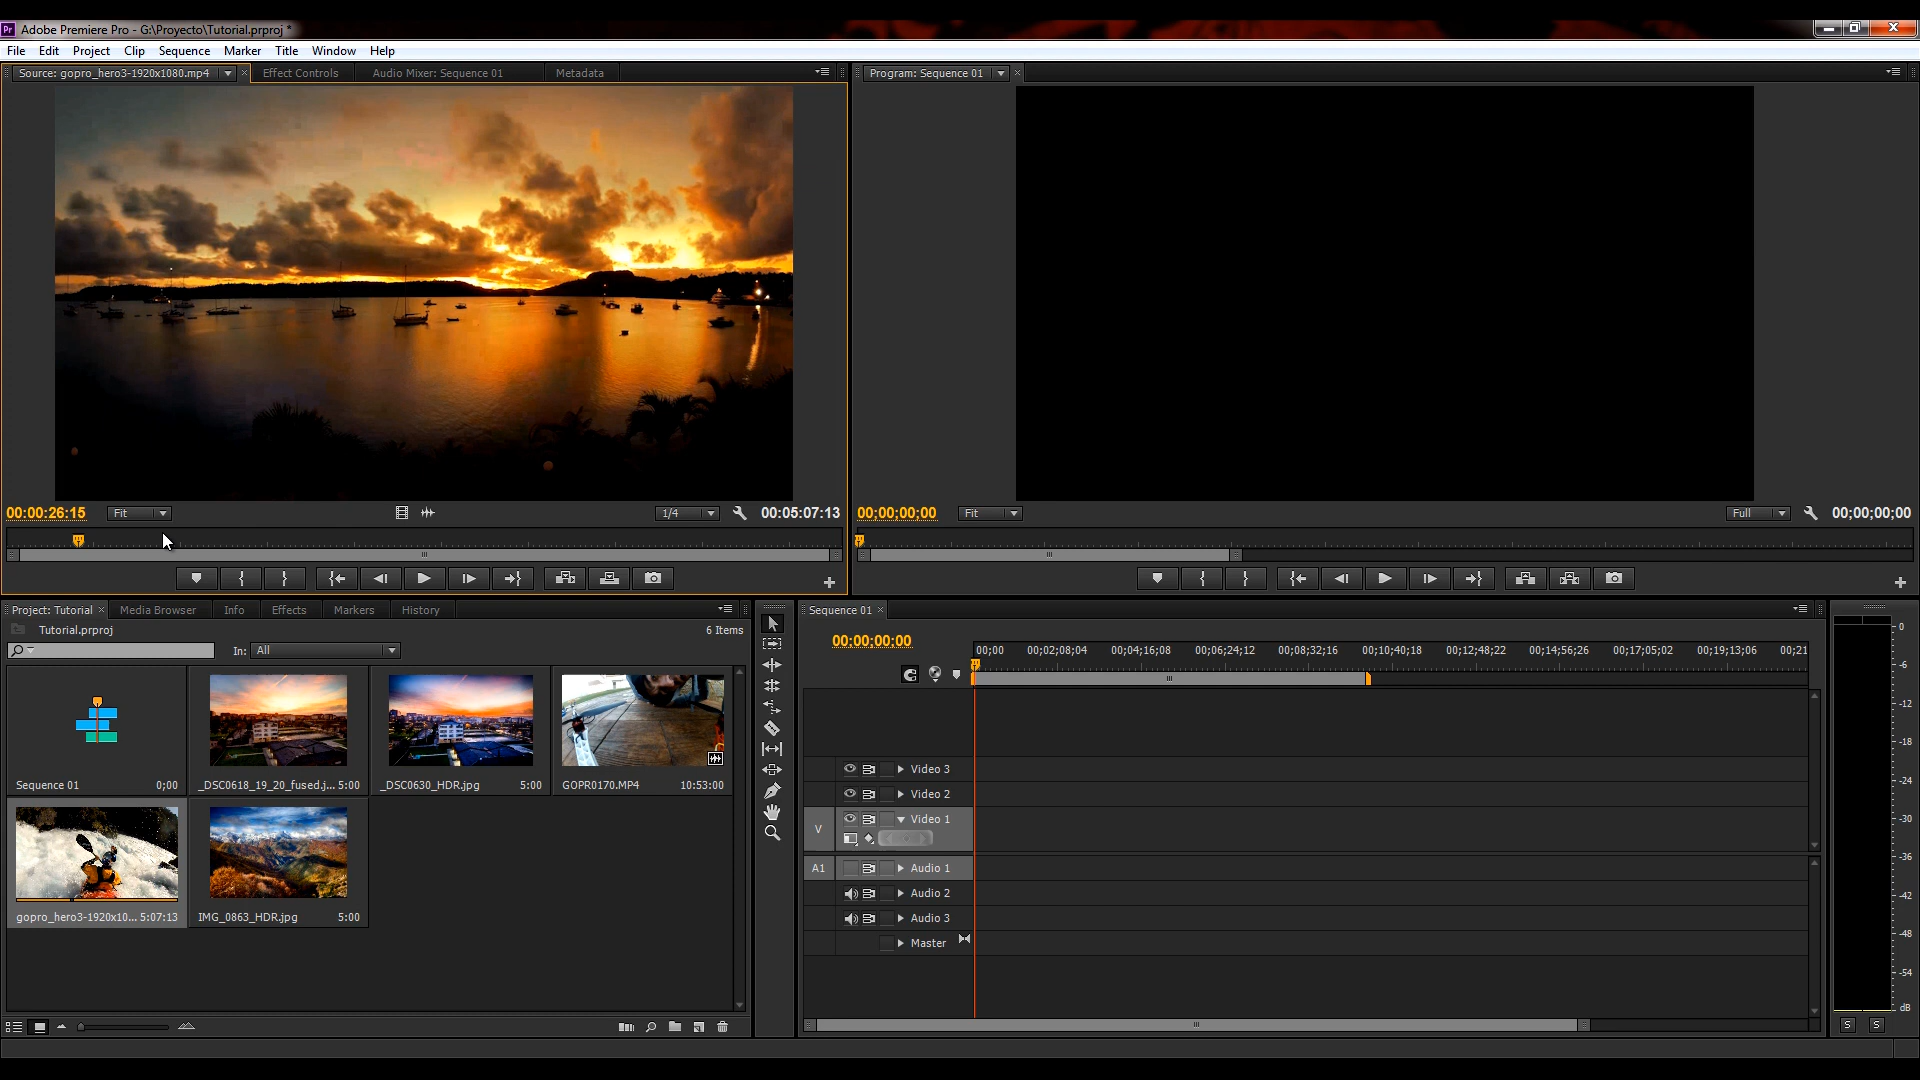 Pr Adobe Premiere Pro - G:\Proyecto\Tutorial.prproj *
File Edit Project Clip Sequence Marker Title Window Help
Source: gopro_hero3-1920x1080.mp4 Effect Controls Audio Mixer: Sequence 01 Metadata
Program: Sequence 01
00:00:26:15 Fit 1/4 00:05:07:13
00;00;00;00 Fit Full 00;00;00;00
Project: Tutorial Media Browser Info Effects Markers History
Tutorial.prproj 6 Items
In: All
Sequence 01 0;00
_DSC0618_19_20_fused.j... 5:00
_DSC0630_HDR.jpg 5:00
GOPR0170.MP4 10:53:00
gopro_hero3-1920x10... 5:07:13
IMG_0863_HDR.jpg 5:00
Sequence 01
00;00;00;00
00;00 00;02;08;04 00;04;16;08 00;06;24;12 00;08;32;16 00;10;40;18 00;12;48;22 00;14;56;26 00;17;05;02 00;19;13;06 00;21
Video 3
Video 2
V Video 1
A1 Audio 1
Audio 2
Audio 3
Master
0
-6
-12
-18
-24
-30
-36
-42
-48
-54
dB
S S